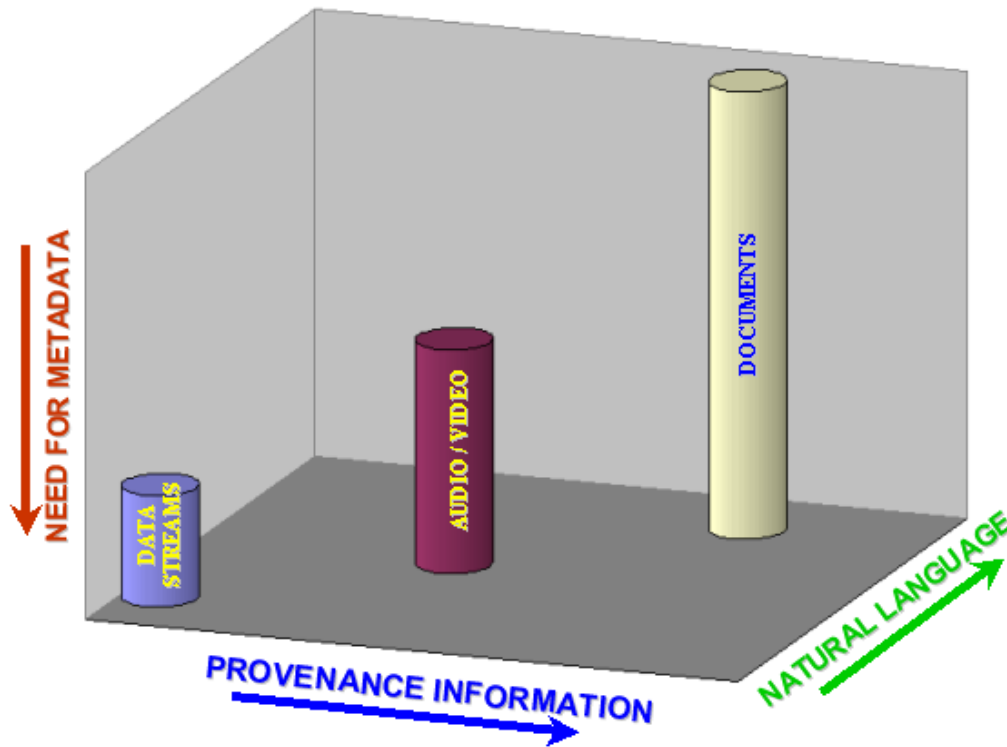 NEED FOR METADATA
DATA
STREAMS
AUDIO / VIDEO
DOCUMENTS
PROVENANCE INFORMATION
NATURAL LANGUAGE